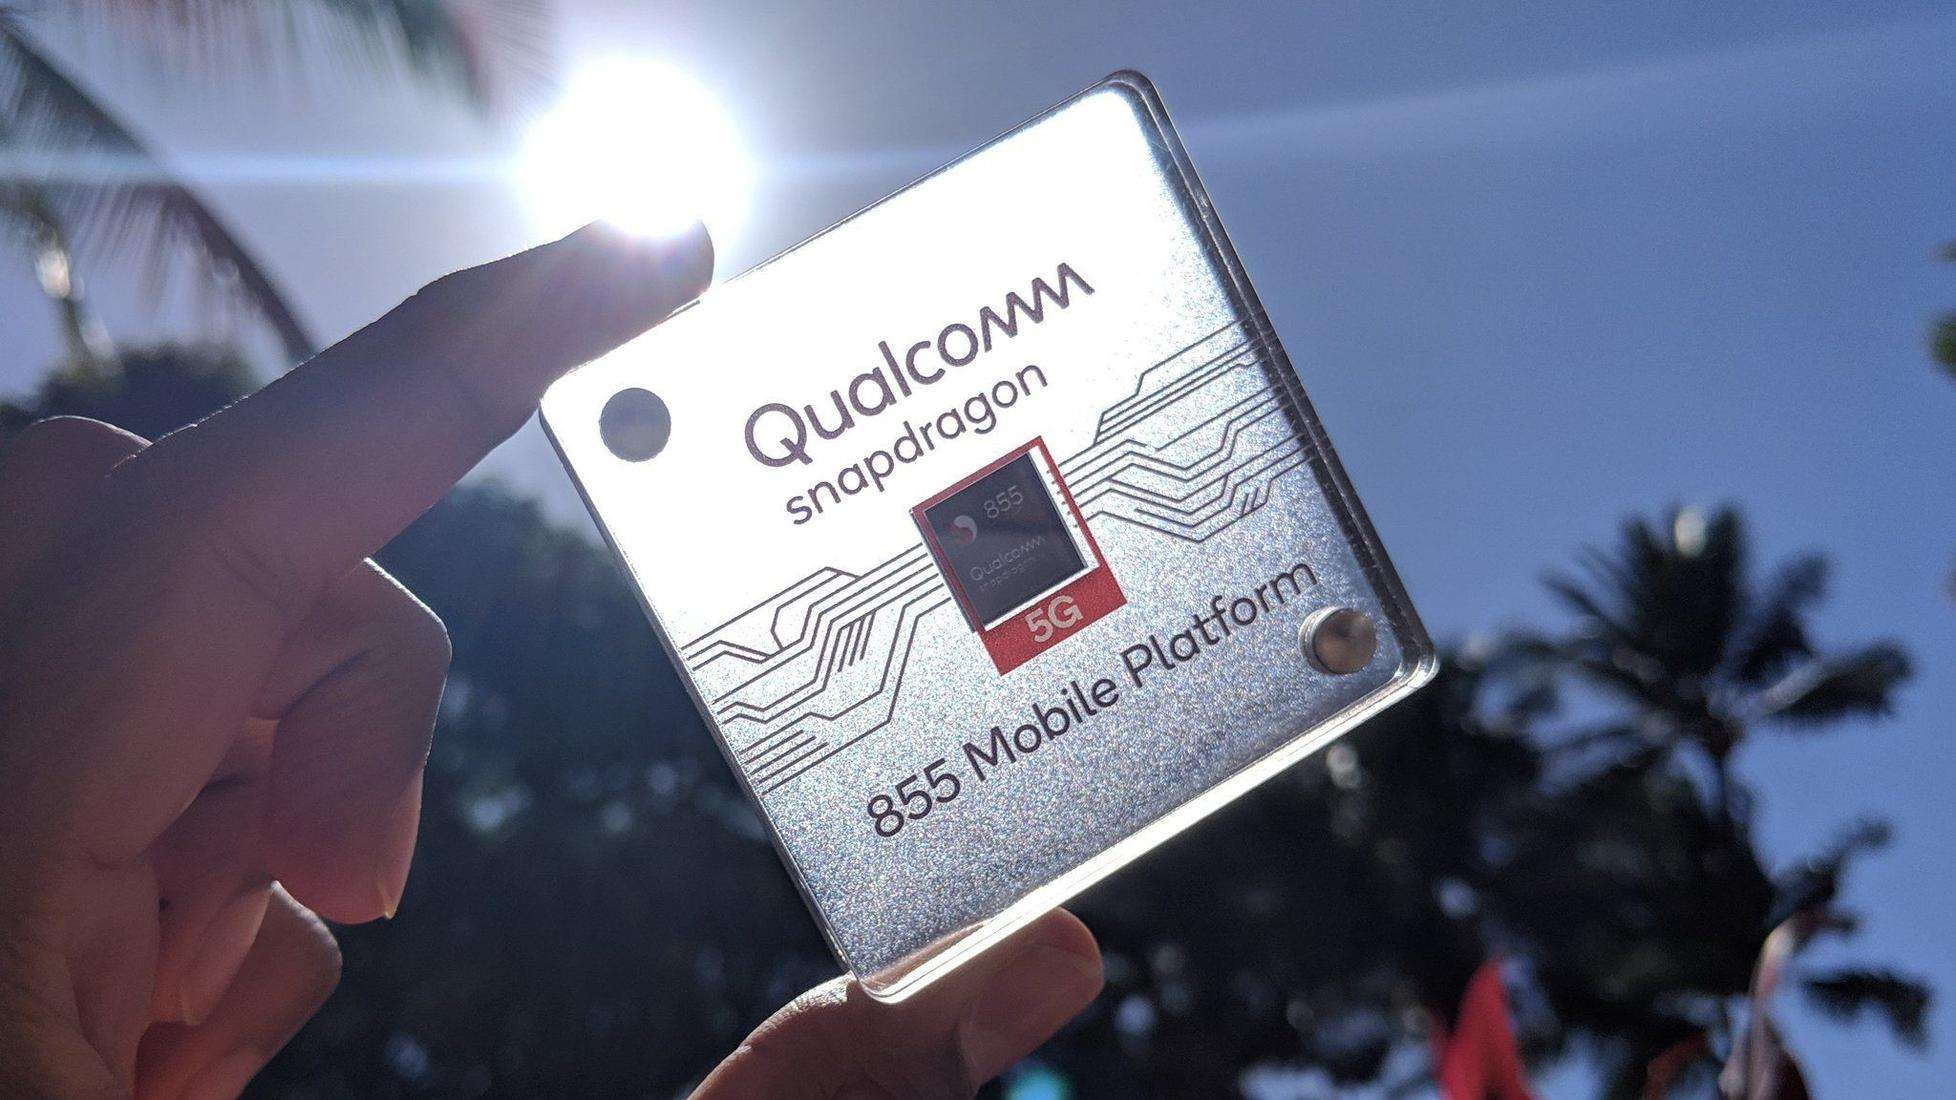 Qualcomm
snapdragon
855
Qualcomm
snapdragon
5G
855 Mobile Platform